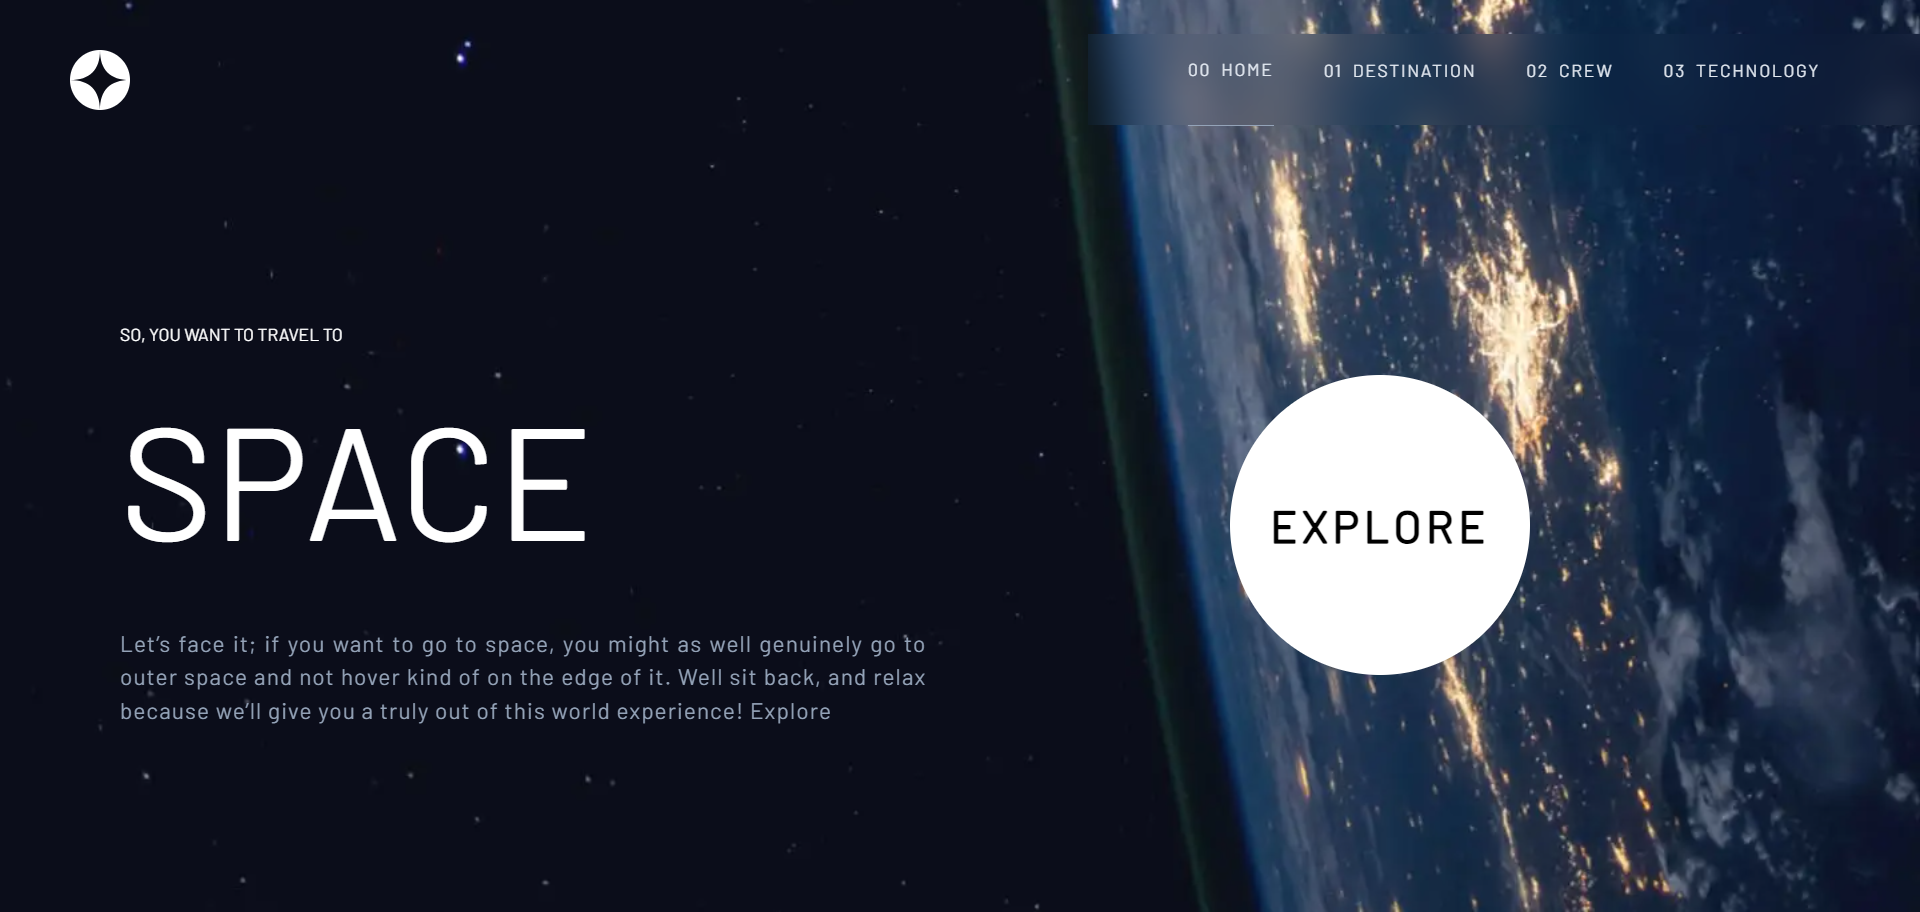 00 HOME
01 DESTINATION
02 CREW
03 TECHNOLOGY
SO, YOU WANT TO TRAVEL TO
SPACE
Let’s face it; if you want to go to space, you might as well genuinely go to
outer space and not hover kind of on the edge of it. Well sit back, and relax
because we’ll give you a truly out of this world experience! Explore
EXPLORE